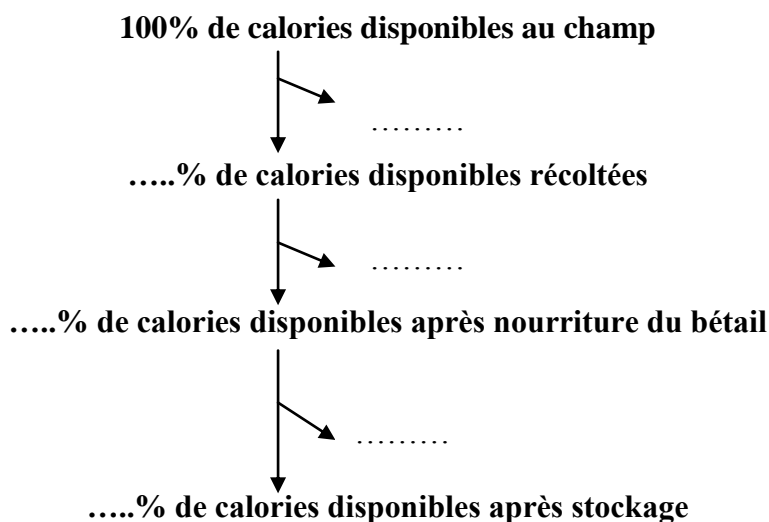 100% de calories disponibles au champ
………
…..% de calories disponibles récoltées
………
…..% de calories disponibles après nourriture du bétail
………
…..% de calories disponibles après stockage